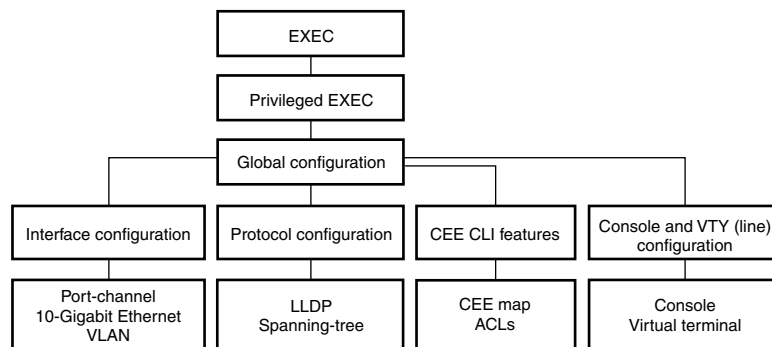 EXEC
Privileged EXEC
Global configuration
Interface configuration
Protocol configuration
CEE CLI features
Console and VTY (line)
configuration
Port-channel
10-Gigabit Ethernet
VLAN
LLDP
Spanning-tree
CEE map
ACLs
Console
Virtual terminal